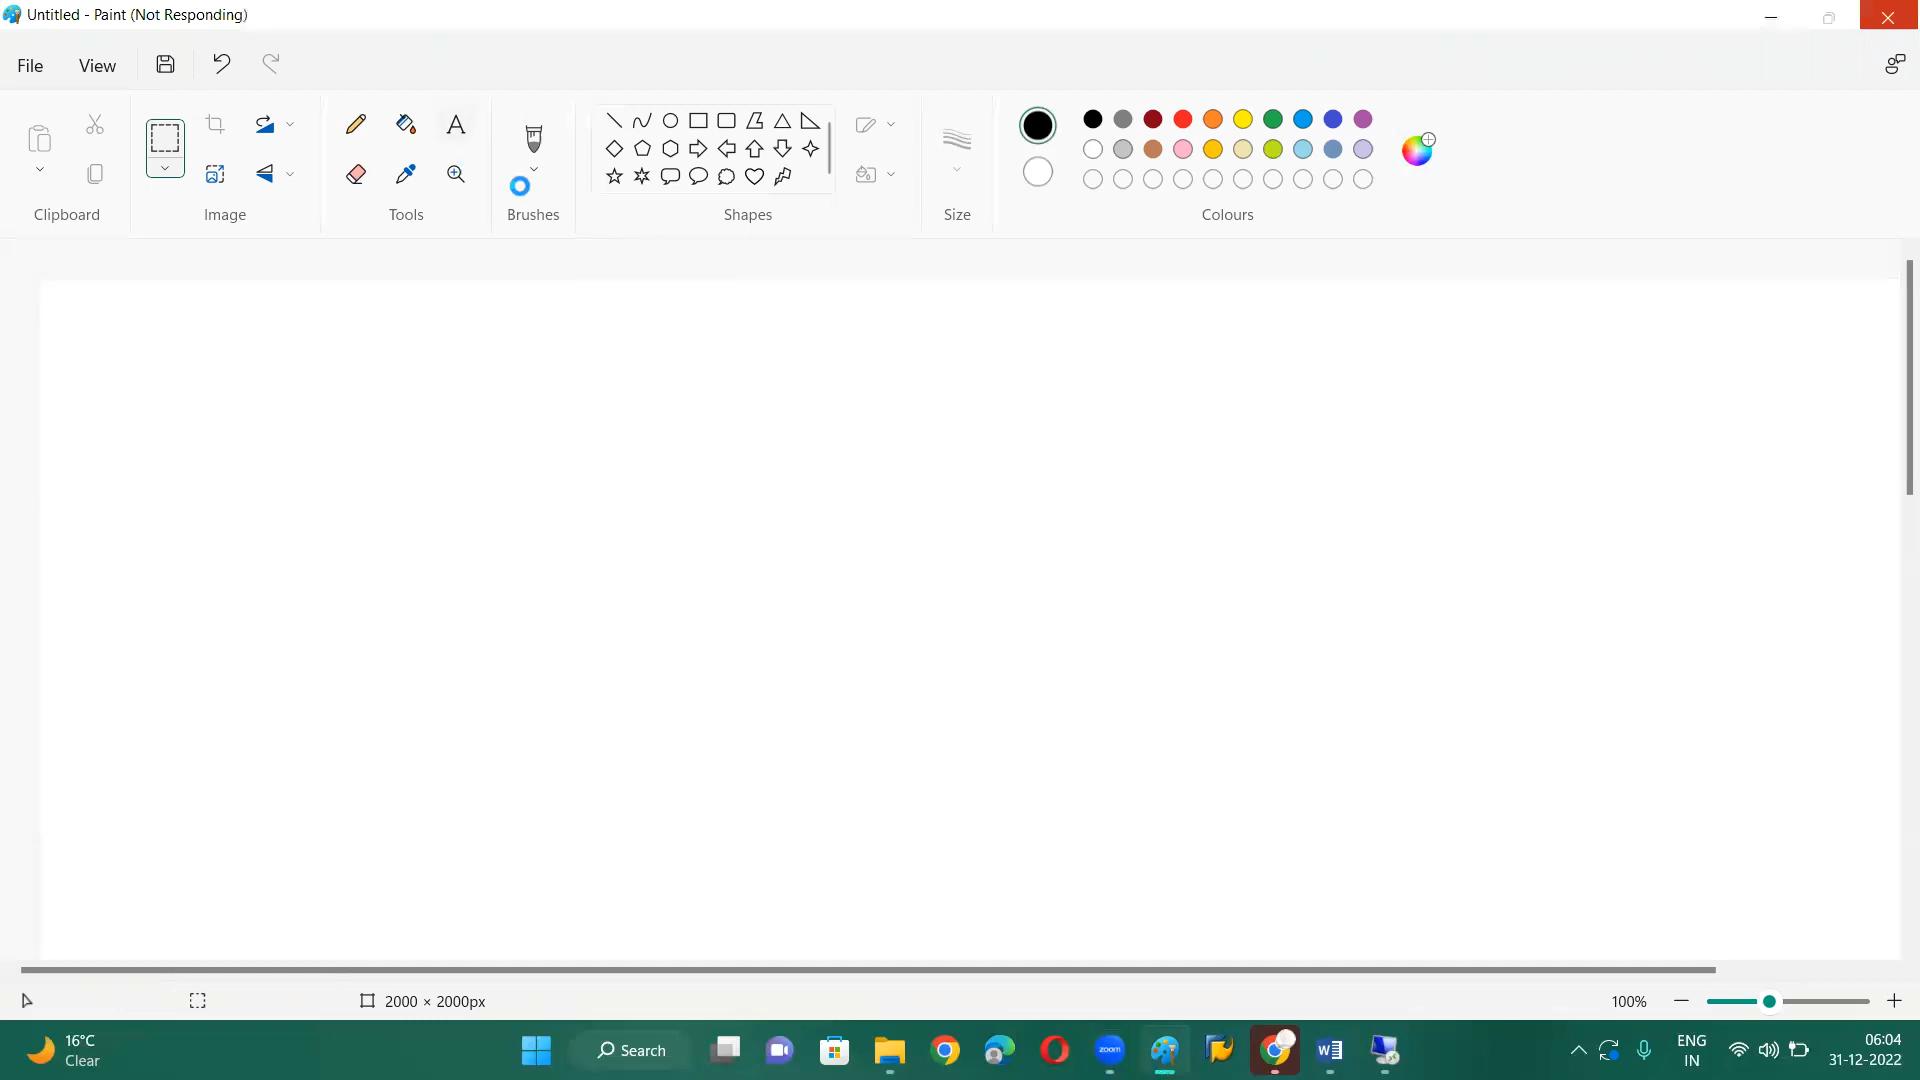 Untitled - Paint (Not Responding)
File View
Clipboard Image Tools Brushes Shapes Size Colours
2000 × 2000px 100%
16°C
Clear
Search
zoom
ENG
IN
06:04
31-12-2022